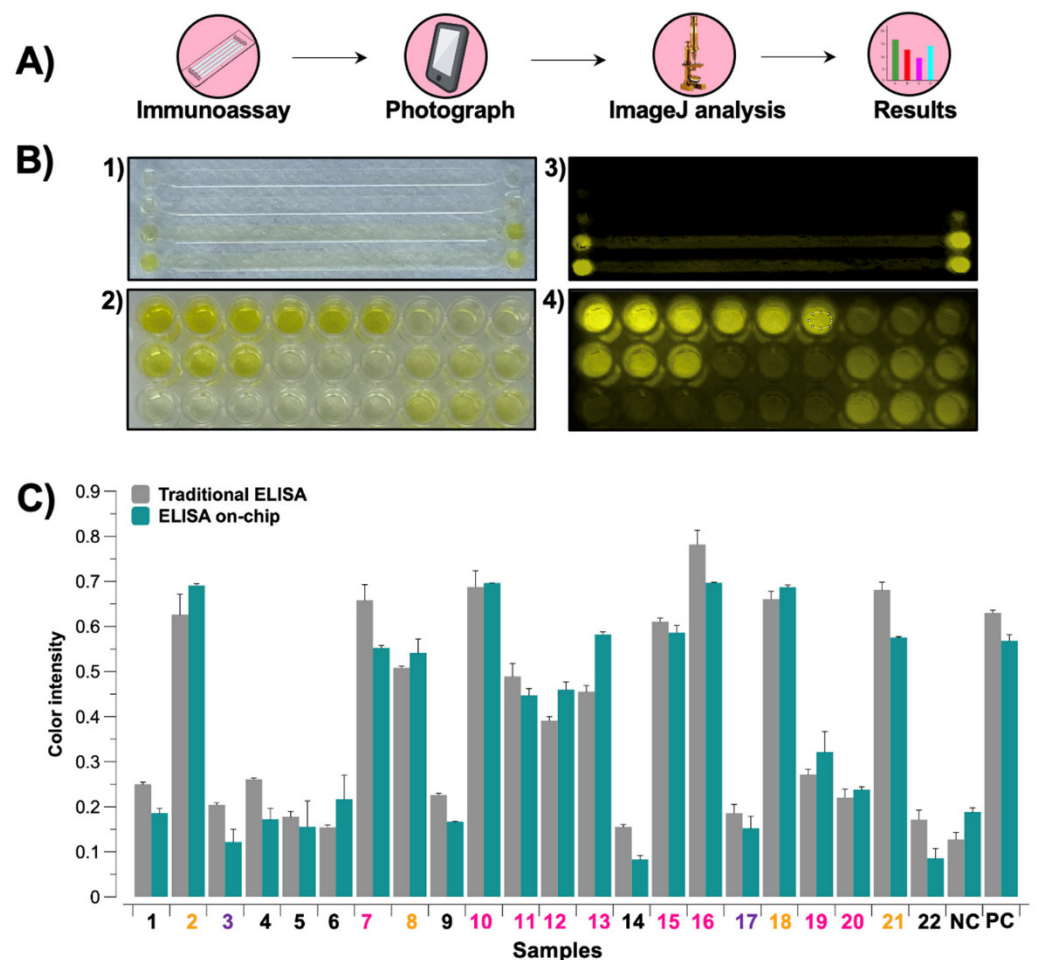 A)
Immunoassay
Photograph
ImageJ analysis
Results
B)
1)
3)
2)
4)
C)
Traditional ELISA
ELISA on-chip
0.9
0.8
0.7
0.6
0.5
0.4
0.3
0.2
0.1
0
Color intensity
1 2 3 4 5 6 7 8 9 10 11 12 13 14 15 16 17 18 19 20 21 22 NC PC
Samples